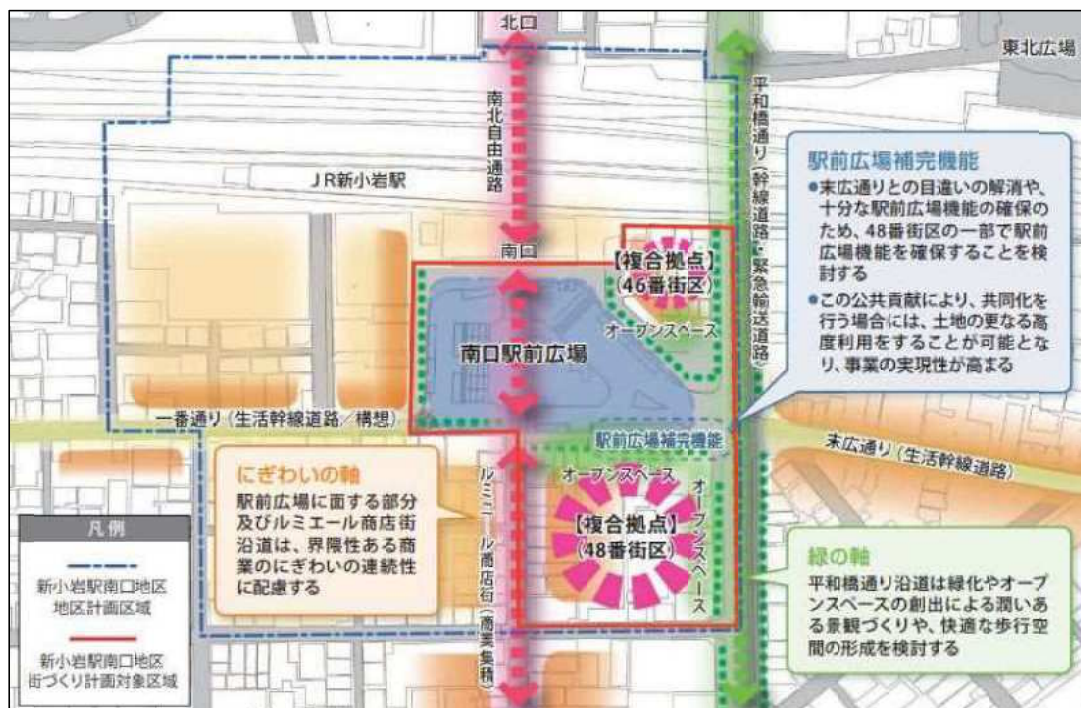 北口
東北広場
南北自由通路
平和橋通り(幹線道路・緊急輸送道路)
JR新小岩駅
南口
【複合拠点】
(46番街区)
オープンスペース
南口駅前広場
駅前広場補完機能
●末広通りとの目違いの解消や、
十分な駅前広場機能の確保の
ため、48番街区の一部で駅前
広場機能を確保することを検
討する
●この公共貢献により、共同化を
行う場合には、土地の更なる高
度利用をすることが可能とな
り、事業の実現性が高まる
一番通り(生活幹線道路/構想)
駅前広場補完機能
末広通り(生活幹線道路)
にぎわいの軸
駅前広場に面する部分
及びルミエール商店街
沿道は、界隈性ある商
業のにぎわいの連続性
に配慮する
ルミエール商店街(商業集積)
オープンスペース
【複合拠点】
(48番街区)
オープンスペース
緑の軸
平和橋通り沿道は緑化やオープ
ンスペースの創出による潤いあ
る景観づくりや、快適な歩行空
間の形成を検討する
凡例
新小岩駅南口地区
地区計画区域
新小岩駅南口地区
街づくり計画対象区域